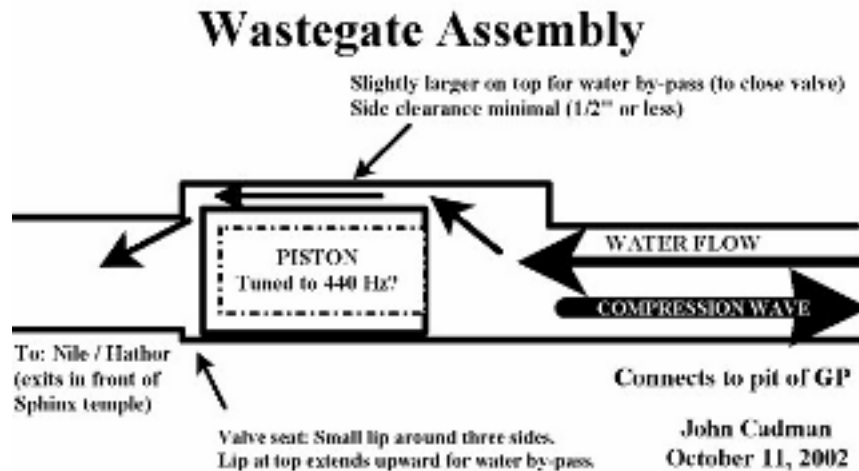 Wastegate Assembly
Slightly larger on top for water by-pass (to close valve)
Side clearance minimal (1/2" or less)
PISTON
Tuned to 440 Hz?
WATER FLOW
COMPRESSION WAVE
To: Nile / Hathor
(exits in front of
Sphinx temple)
Connects to pit of GP
Valve seat: Small lip around three sides.
Lip at top extends upward for water by-pass.
John Cadman
October 11, 2002